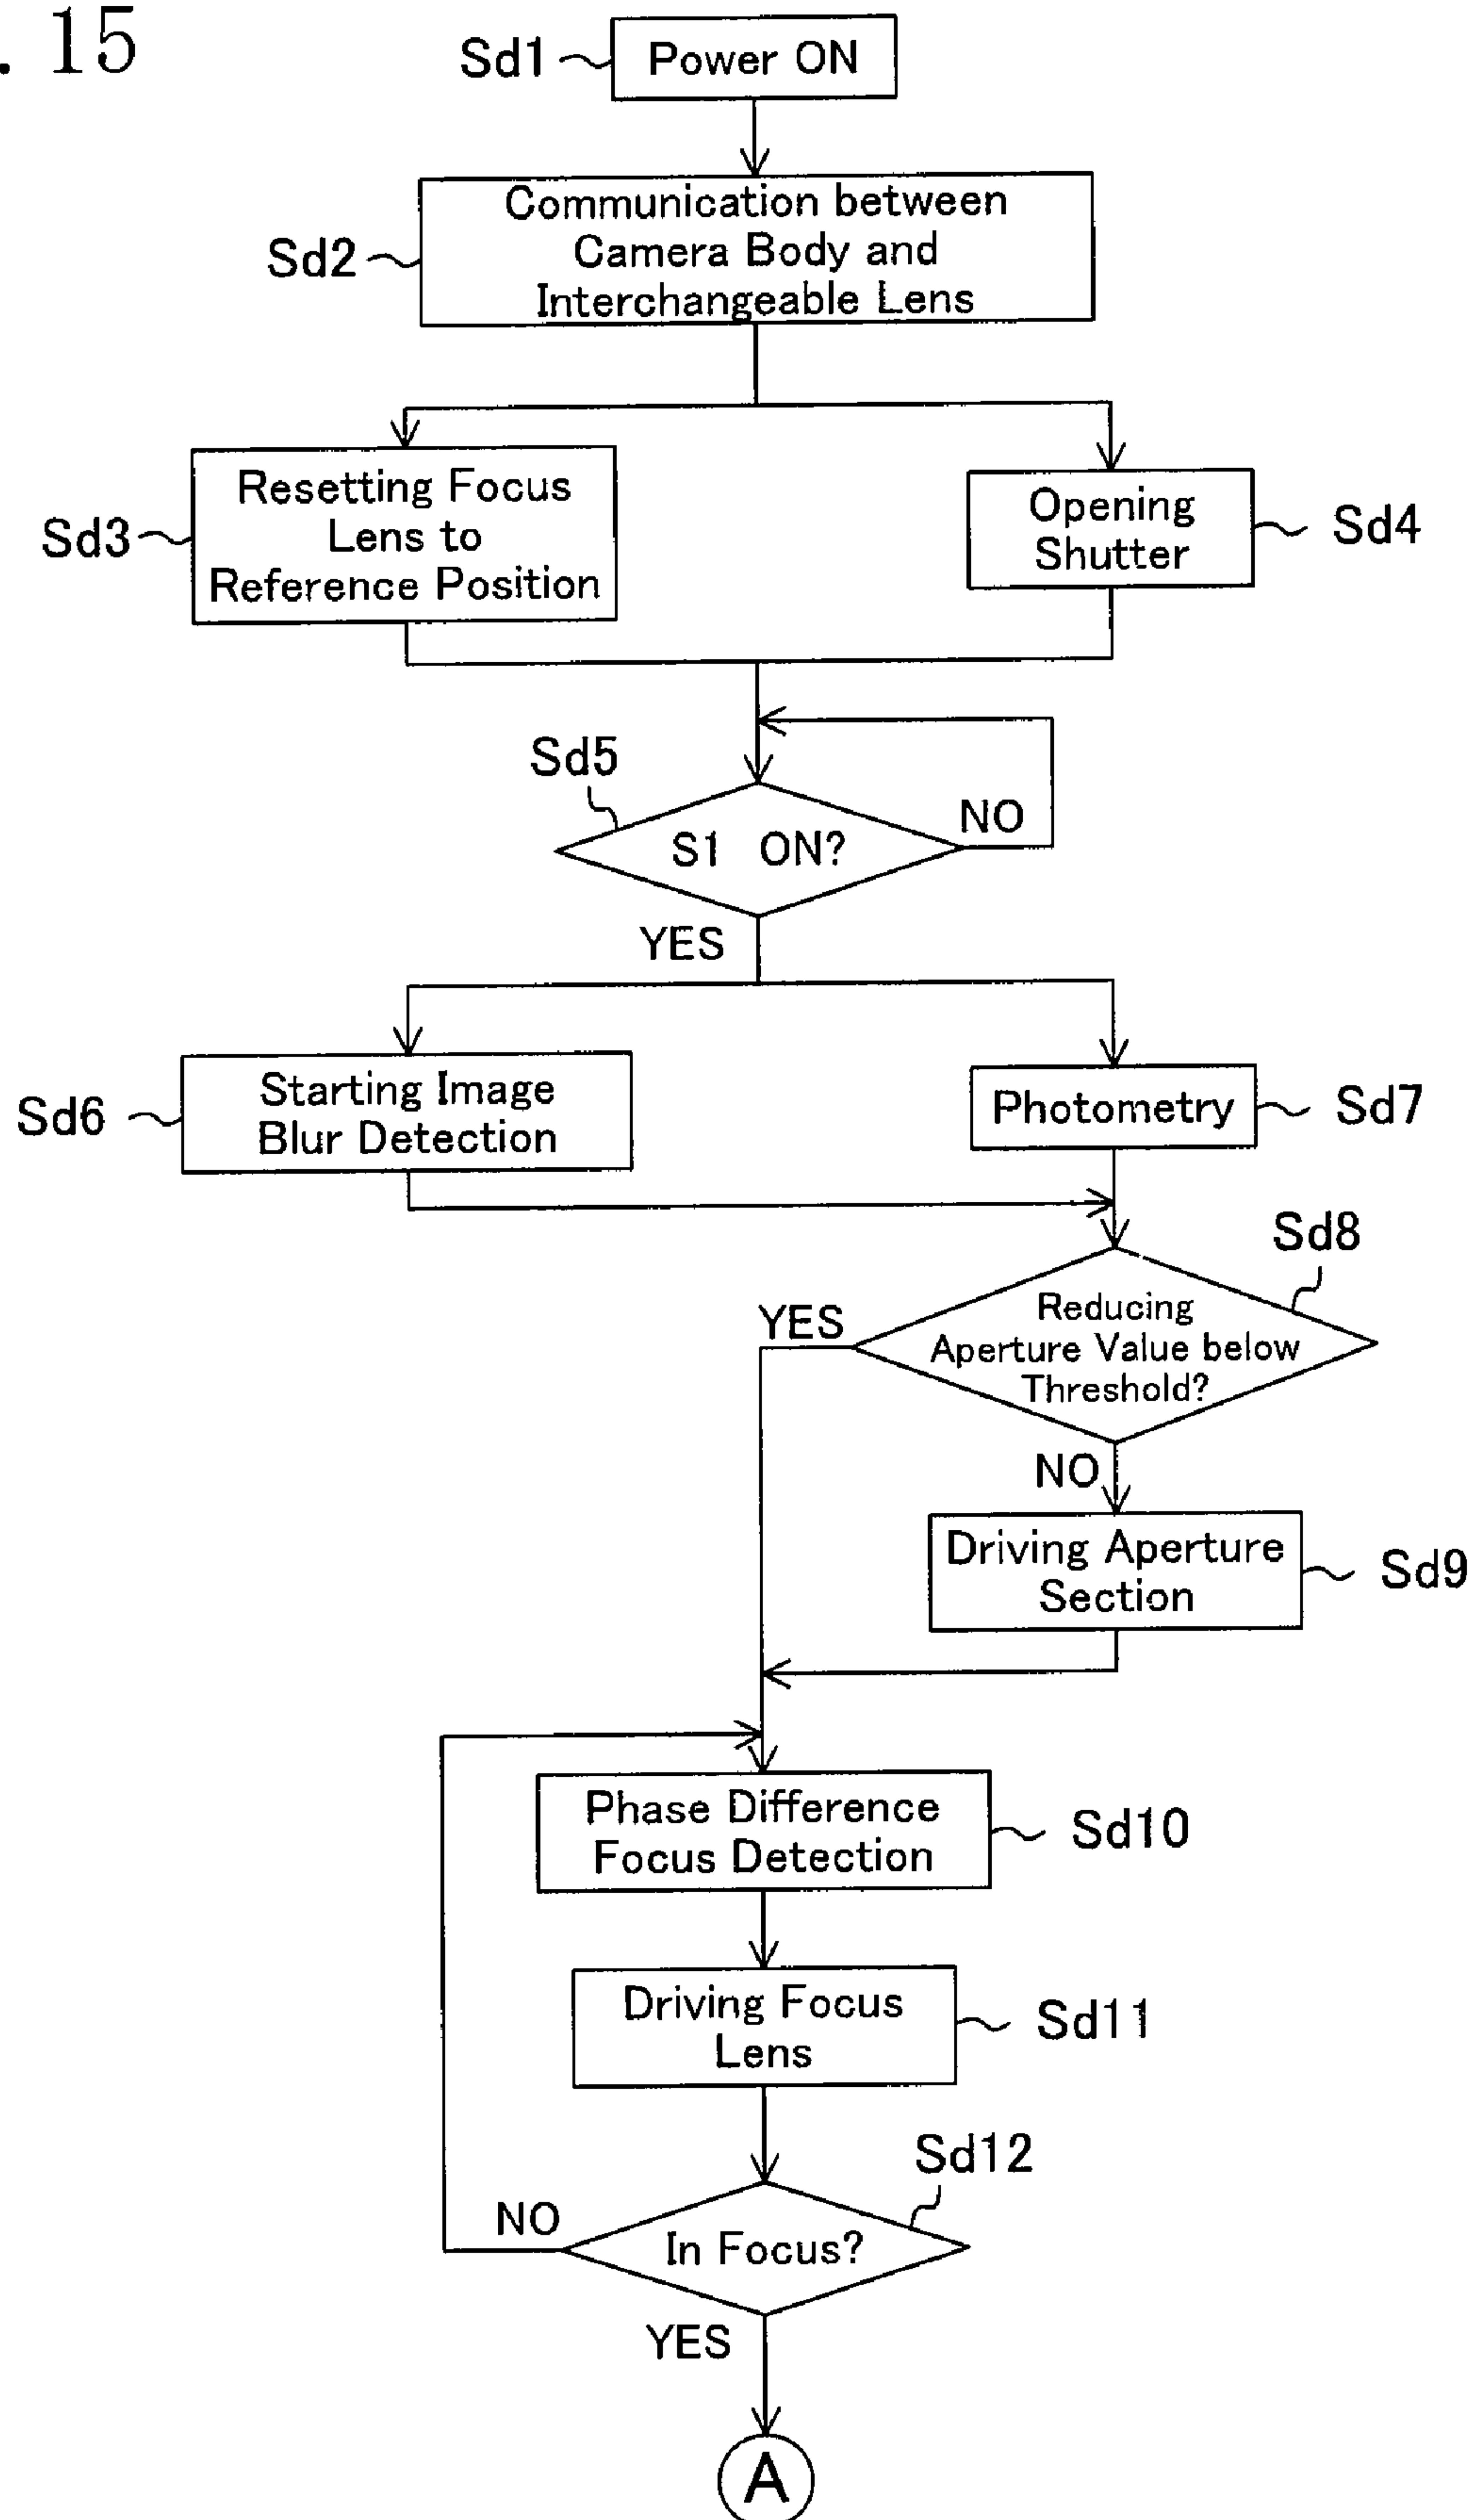 . 15
Sd1
Power ON
Sd2
Communication between
Camera Body and
Interchangeable Lens
Sd3
Resetting Focus
Lens to
Reference Position
Opening
Shutter
Sd4
Sd5
S1 ON?
NO
YES
Sd6
Starting Image
Blur Detection
Photometry
Sd7
Sd8
YES
Reducing
Aperture Value below
Threshold?
NO
Driving Aperture
Section
Sd9
Phase Difference
Focus Detection
Sd10
Driving Focus
Lens
Sd11
Sd12
NO
In Focus?
YES
A